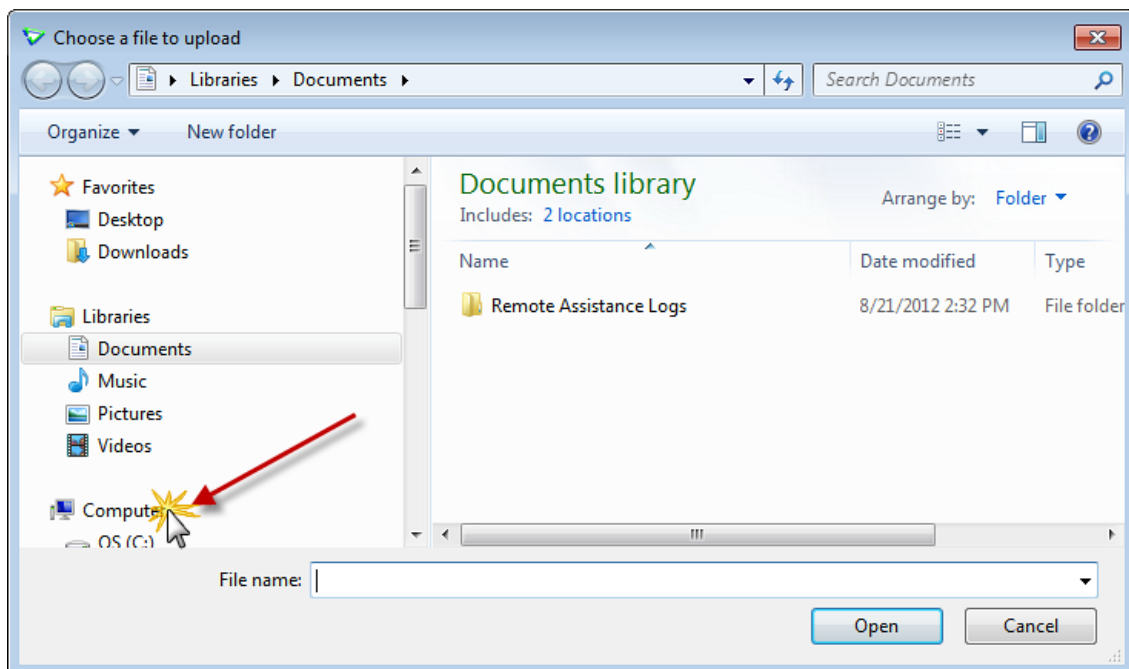 Choose a file to upload
Libraries Documents
Search Documents
Organize New folder
Favorites
Desktop
Downloads
Libraries
Documents
Music
Pictures
Videos
Computer
OS (C:)
Documents library
Includes: 2 locations
Arrange by: Folder
Name Date modified Type
Remote Assistance Logs 8/21/2012 2:32 PM File folder
File name:
Open Cancel